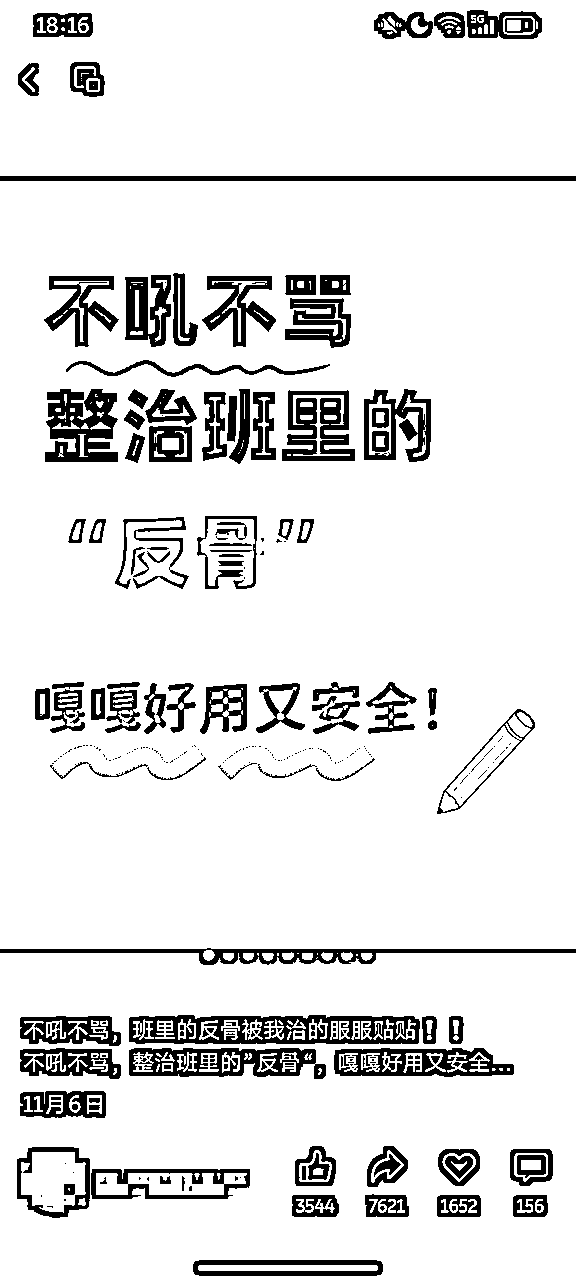 18:16
5G
不吼不骂
整治班里的
“反骨”
嘎嘎好用又安全！
不吼不骂，班里的反骨被我治的服服贴贴！！
不吼不骂，整治班里的”反骨“，嘎嘎好用又安全...
11月6日
3544 7621 1652 156